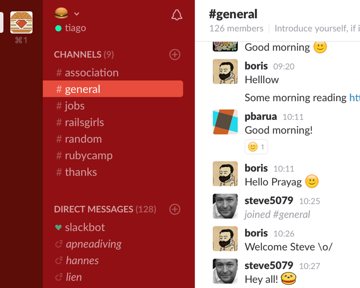 ⌘1
tiago
CHANNELS (9)
# association
# general
# jobs
# railsgirls
# random
# rubycamp
# thanks
DIRECT MESSAGES (128)
slackbot
apneadiving
hannes
lien
#general
126 members | Introduce yourself, if i
Good morning
boris 09:20
Helllow
Some morning reading ht
pbarua 10:11
Good morning!
1
boris 10:11
Hello Prayag
steve5079 10:25
joined #general
boris 10:26
Welcome Steve \o/
steve5079 10:27
Hey all!